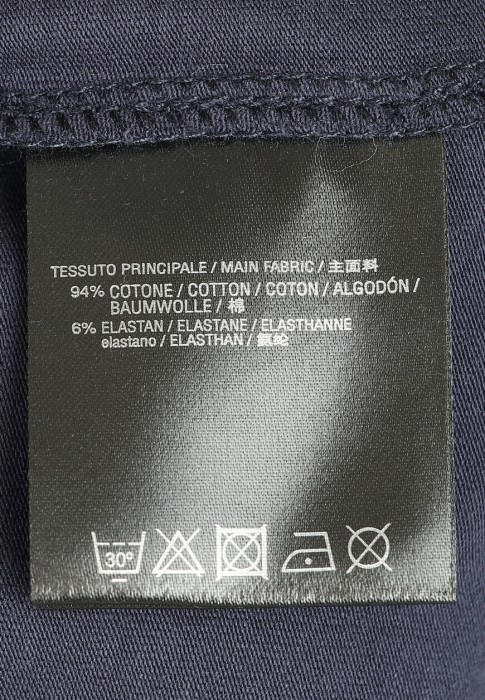 TESSUTO PRINCIPALE / MAIN FABRIC / 主面料
94% COTONE / COTTON / COTON / ALGODÓN /
BAUMWOLLE / 棉
6% ELASTAN / ELASTANE / ELASTHANNE
elastano / ELASTHAN / 氨纶
30°